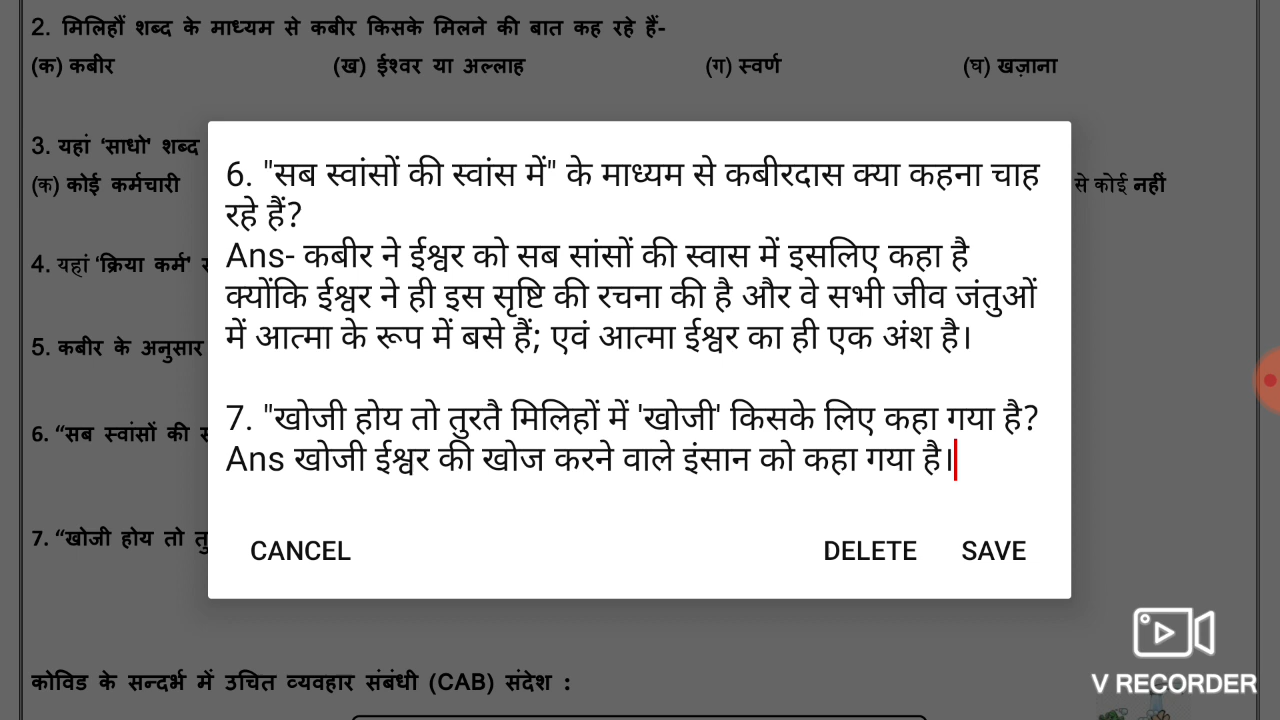 2. मिलिहौं शब्द के माध्यम से कबीर किसके मिलने की बात कह रहे हैं-
(क) कबीर (ख) ईश्वर या अल्लाह (ग) स्वर्ण (घ) खज़ाना
3. यहां ‘साधो’ शब्द
(क) कोई कर्मचारी से कोई नहीं
4. यहां ‘क्रिया कर्म’
5. कबीर के अनुसार
6. “सब स्वांसों की
7. “खोजी होय तो
6. "सब स्वांसों की स्वांस में" के माध्यम से कबीरदास क्या कहना चाह
रहे हैं?
Ans- कबीर ने ईश्वर को सब सांसों की स्वास में इसलिए कहा है
क्योंकि ईश्वर ने ही इस सृष्टि की रचना की है और वे सभी जीव जंतुओं
में आत्मा के रूप में बसे हैं; एवं आत्मा ईश्वर का ही एक अंश है।
7. "खोजी होय तो तुरतै मिलिहों में 'खोजी' किसके लिए कहा गया है?
Ans खोजी ईश्वर की खोज करने वाले इंसान को कहा गया है।
CANCEL DELETE SAVE
कोविड के सन्दर्भ में उचित व्यवहार संबंधी (CAB) संदेश :
V RECORDER